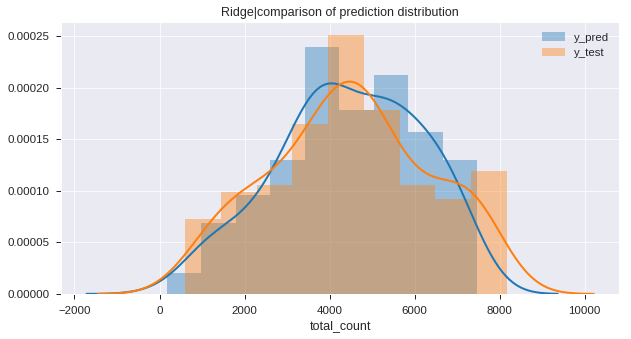 Ridge|comparison of prediction distribution
y_pred
y_test
0.00025
0.00020
0.00015
0.00010
0.00005
0.00000
−2000 0 2000 4000 6000 8000 10000
total_count